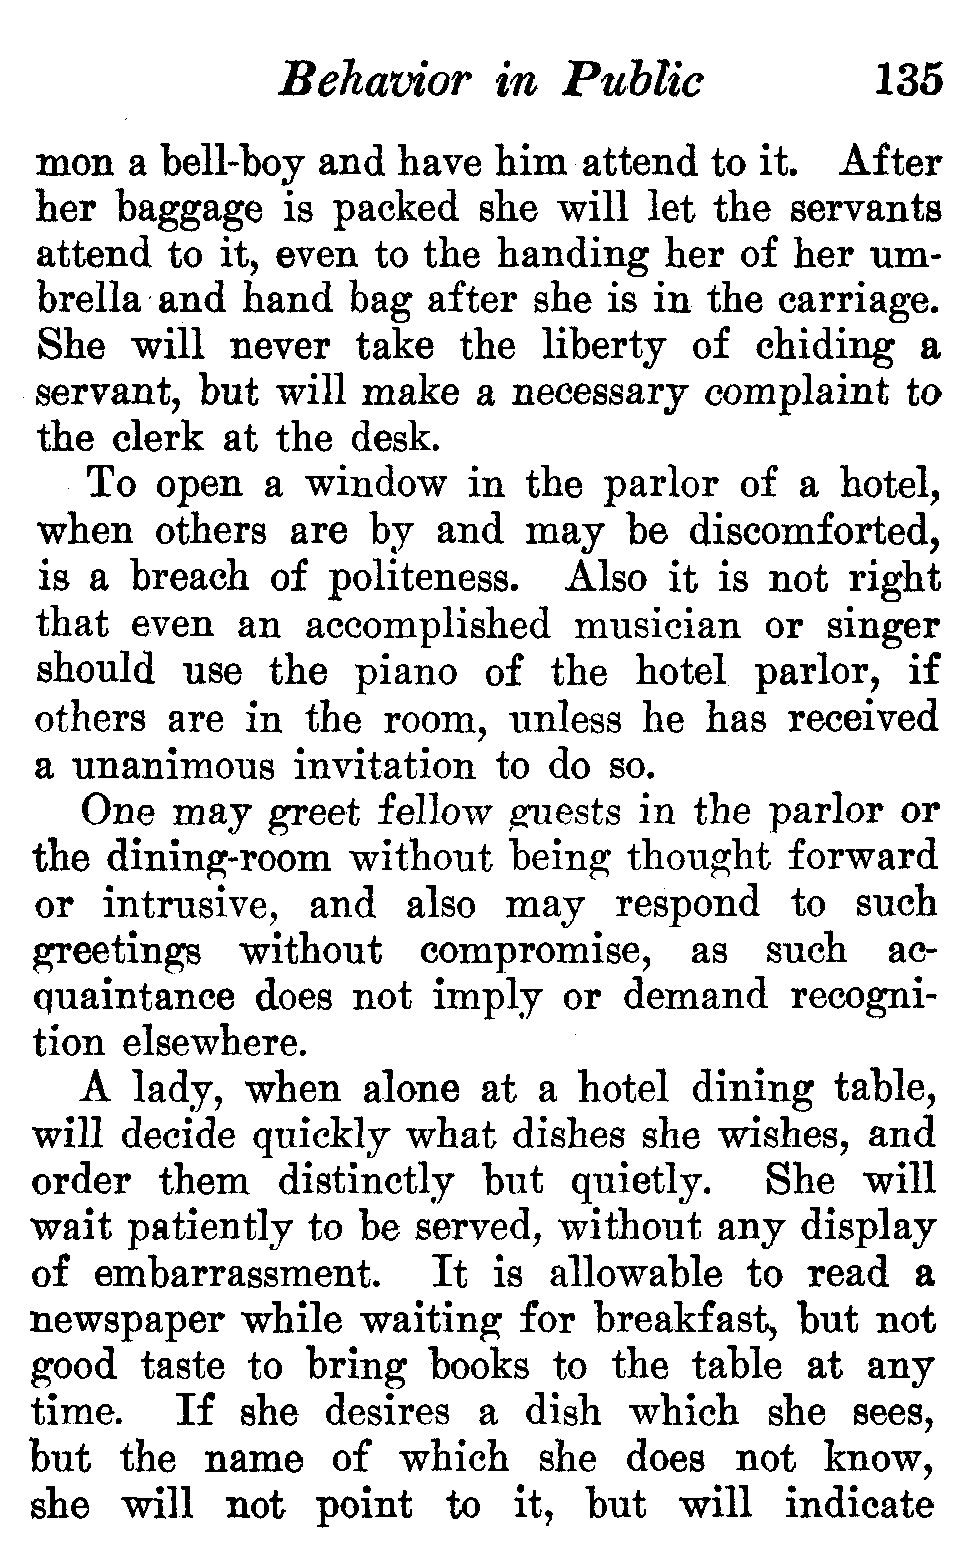 Behavior in Public 135
mon a bell-boy and have him attend to it. After
her baggage is packed she will let the servants
attend to it, even to the handing her of her um-
brella and hand bag after she is in the carriage.
She will never take the liberty of chiding a
servant, but will make a necessary complaint to
the clerk at the desk.
To open a window in the parlor of a hotel,
when others are by and may be discomforted,
is a breach of politeness. Also it is not right
that even an accomplished musician or singer
should use the piano of the hotel parlor, if
others are in the room, unless he has received
a unanimous invitation to do so.
One may greet fellow guests in the parlor or
the dining-room without being thought forward
or intrusive, and also may respond to such
greetings without compromise, as such ac-
quaintance does not imply or demand recogni-
tion elsewhere.
A lady, when alone at a hotel dining table,
will decide quickly what dishes she wishes, and
order them distinctly but quietly. She will
wait patiently to be served, without any display
of embarrassment. It is allowable to read a
newspaper while waiting for breakfast, but not
good taste to bring books to the table at any
time. If she desires a dish which she sees,
but the name of which she does not know,
she will not point to it, but will indicate